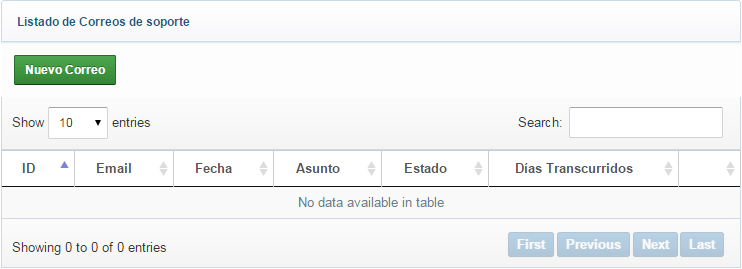 Listado de Correos de soporte
Nuevo Correo
Show 10 entries Search:
ID Email Fecha Asunto Estado Días Transcurridos
No data available in table
Showing 0 to 0 of 0 entries First Previous Next Last